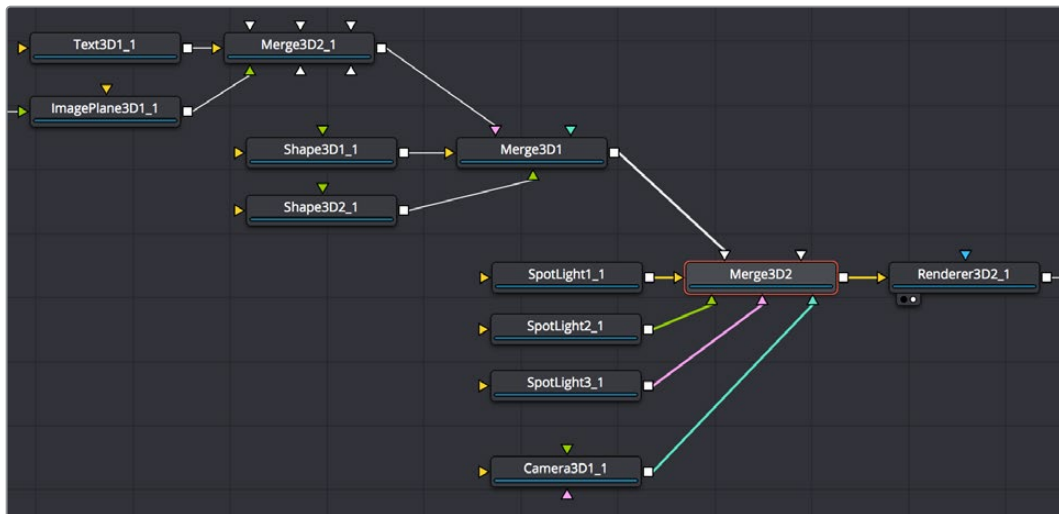 Text3D1_1
Merge3D2_1
ImagePlane3D1_1
Shape3D1_1
Merge3D1
Shape3D2_1
SpotLight1_1
Merge3D2
Renderer3D2_1
SpotLight2_1
SpotLight3_1
Camera3D1_1